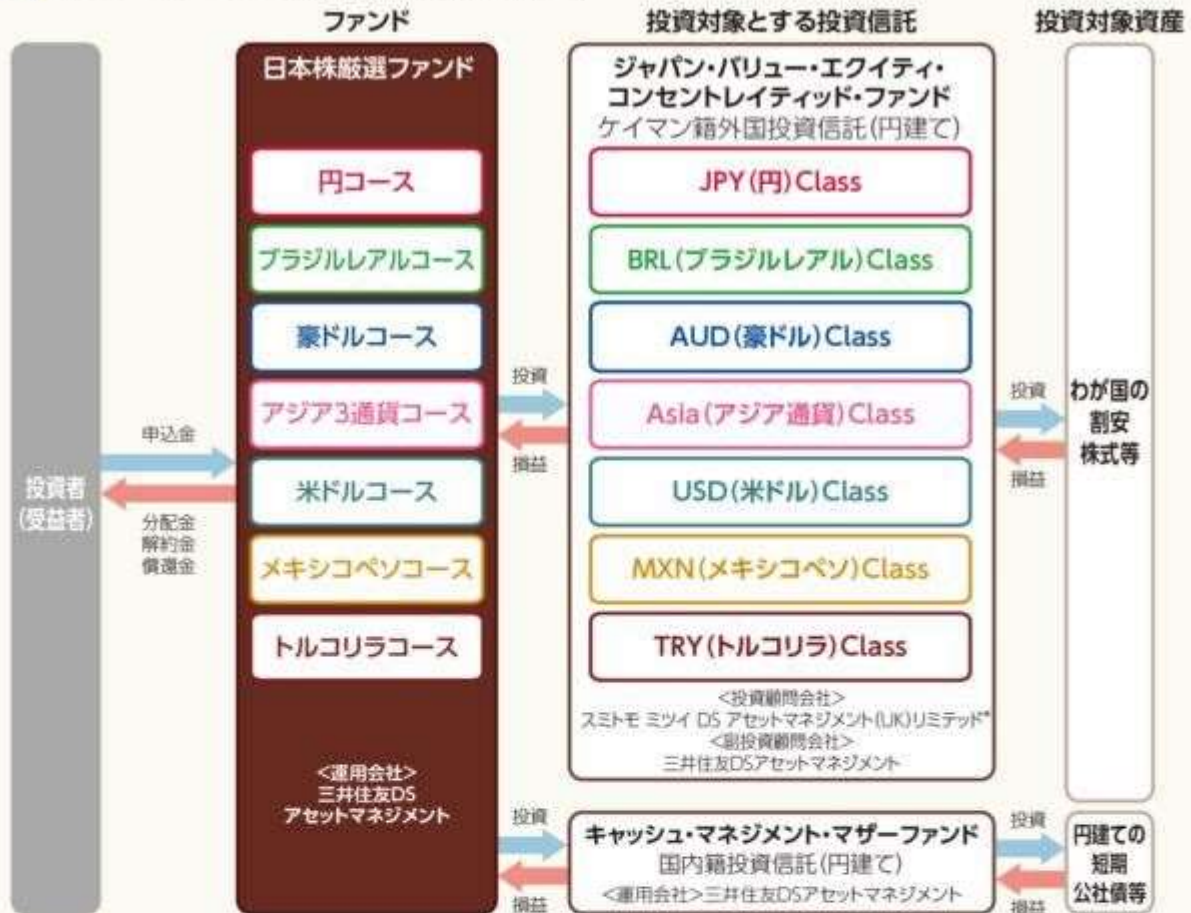 ファンド
投資対象とする投資信託
投資対象資産
日本株厳選ファンド
ジャパン・バリュー・エクイティ・
コンセントレイティッド・ファンド
ケイマン籍外国投資信託(円建て)
円コース
JPY(円)Class
ブラジルレアルコース
BRL(ブラジルレアル)Class
豪ドルコース
AUD(豪ドル)Class
アジア3通貨コース
Asia(アジア通貨)Class
米ドルコース
USD(米ドル)Class
メキシコペソコース
MXN(メキシコペソ)Class
トルコリラコース
TRY(トルコリラ)Class
投資者
(受益者)
申込金
分配金
解約金
償還金
投資
損益
投資
損益
わが国の
割安
株式等
<投資顧問会社>
スミトモ ミツイ DS アセットマネジメント(UK)リミテッド*
<副投資顧問会社>
三井住友DSアセットマネジメント
<運用会社>
三井住友DS
アセットマネジメント
投資
損益
キャッシュ・マネジメント・マザーファンド
国内籍投資信託(円建て)
<運用会社>三井住友DSアセットマネジメント
投資
損益
円建ての
短期
公社債等